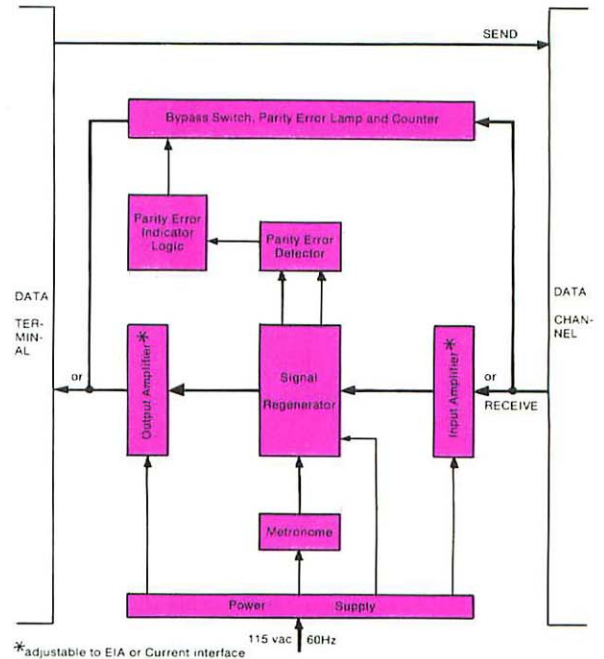 SEND
Bypass Switch, Parity Error Lamp and Counter
Parity Error
Indicator
Logic
Parity Error
Detector
DATA
TER-
MIN-
AL
DATA
CHAN-
NEL
or
Output Amplifier*
Signal
Regenerator
Input Amplifier*
or
RECEIVE
Metronome
Power Supply
115 vac 60Hz
*adjustable to EIA or Current interface